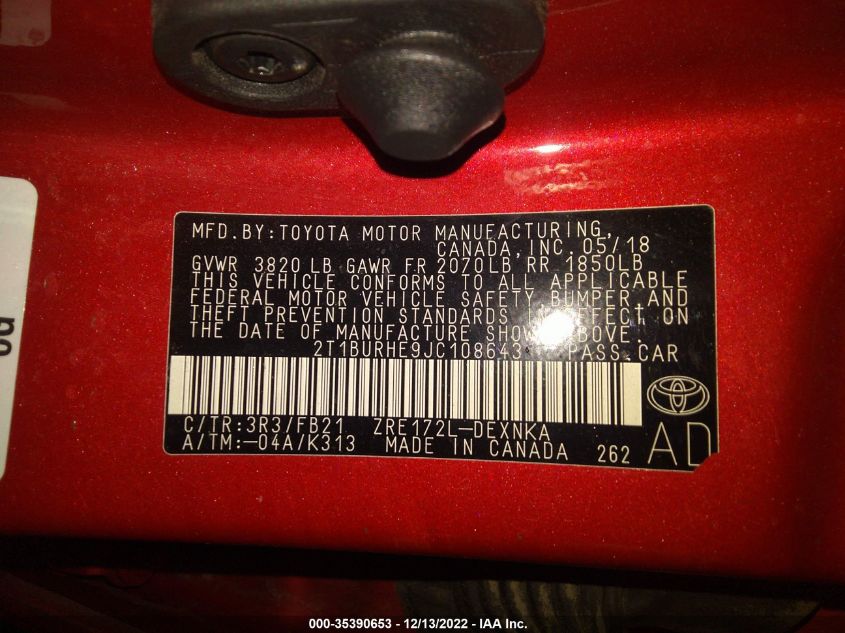 MFD. BY: TOYOTA MOTOR MANUFACTURING,
CANADA, INC. 05/18
GVWR 3820 LB GAWR FR 2070LB RR 1850LB
THIS VEHICLE CONFORMS TO ALL APPLICABLE
FEDERAL MOTOR VEHICLE SAFETY, BUMPER, AND
THEFT PREVENTION STANDARDS IN EFFECT ON
THE DATE OF MANUFACTURE SHOWN ABOVE.
PASS. CAR
C/TR:3R3/FB21 ZRE172L-DEXNKA
A/TM:-04A/K313 MADE IN CANADA 262
AD
000-35390653 - 12/13/2022 - IAA Inc.